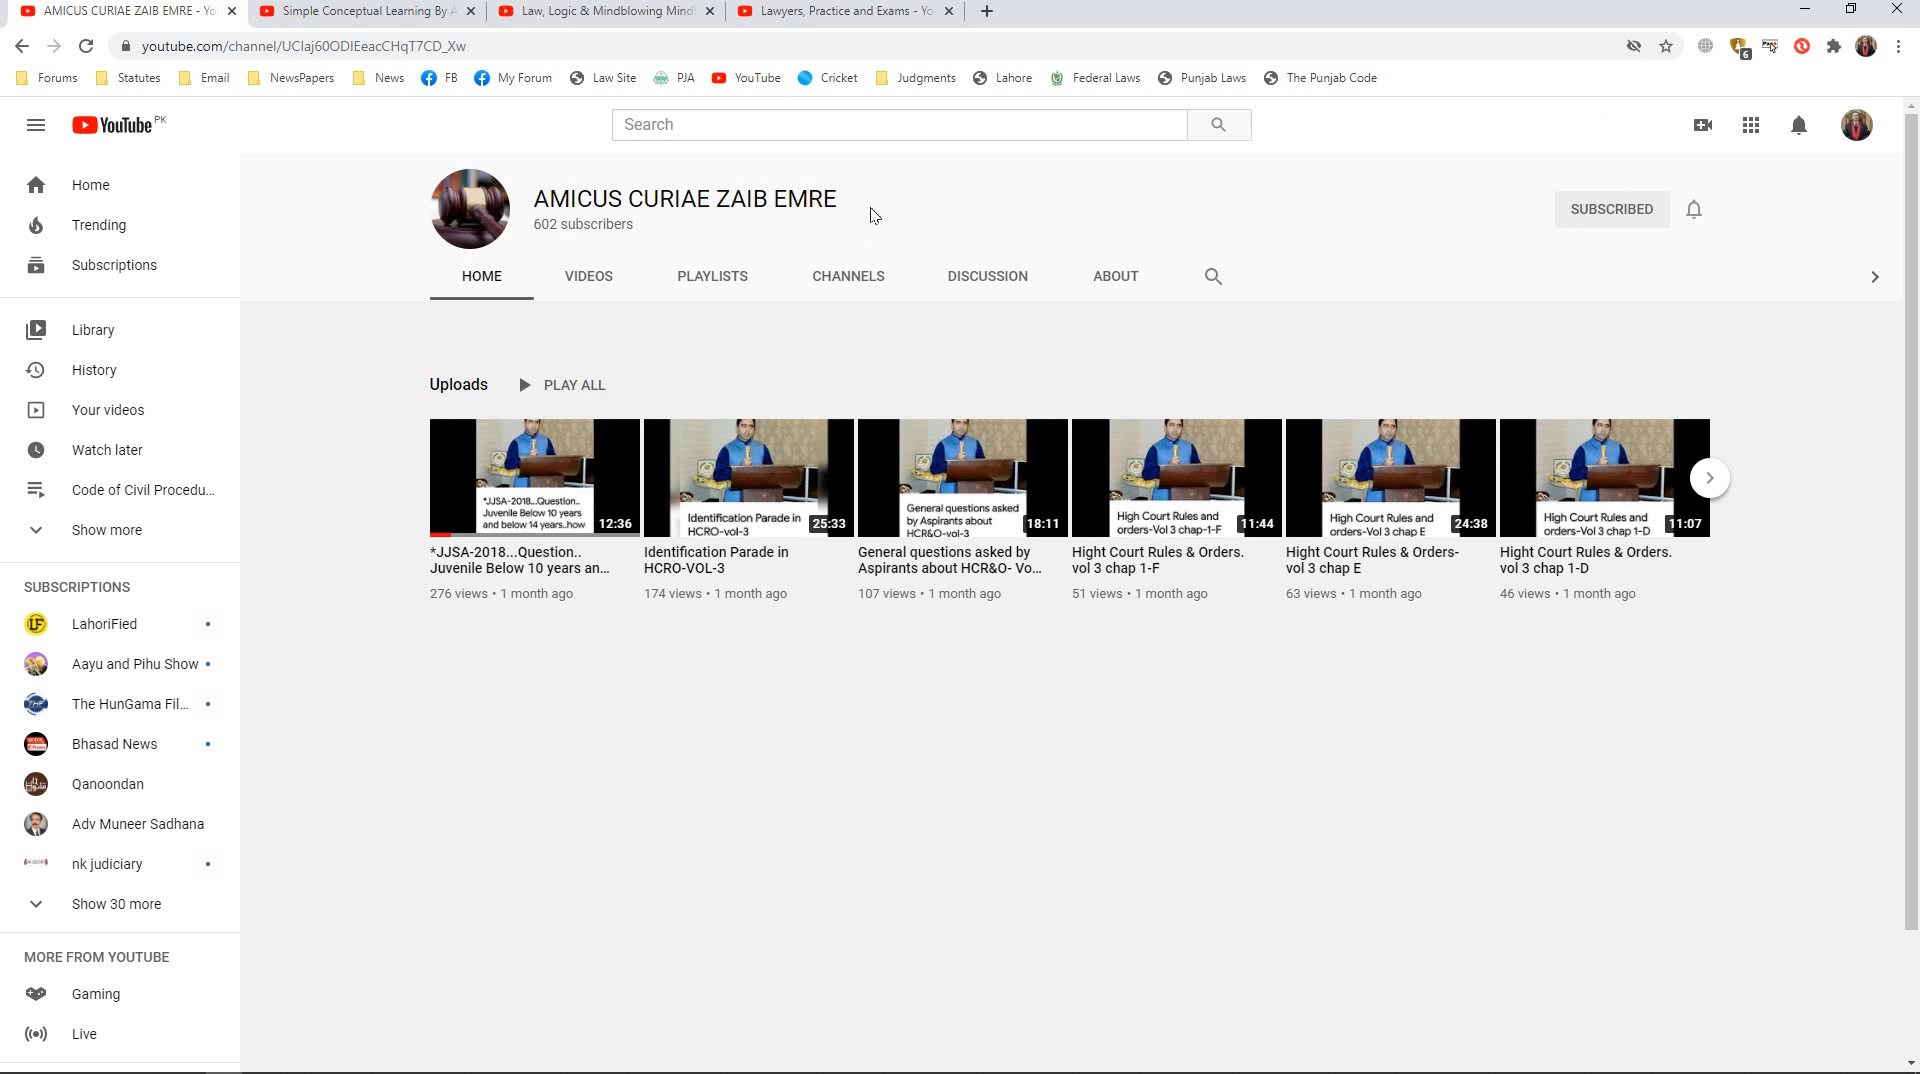 AMICUS CURIAE ZAIB EMRE - Yo
Simple Conceptual Learning By A
Law, Logic & Mindblowing Mind
Lawyers, Practice and Exams - Yo
youtube.com/channel/UClaj60ODIEeacCHqT7CD_Xw
6
Forums
Statutes
Email
NewsPapers
News
FB
My Forum
Law Site
PJA
YouTube
Cricket
Judgments
Lahore
Federal Laws
Punjab Laws
The Punjab Code
YouTube PK
Search
Home
Trending
Subscriptions
Library
History
Your videos
Watch later
Code of Civil Procedu...
Show more
SUBSCRIPTIONS
LahoriFied
Aayu and Pihu Show
The HunGama Fil...
Bhasad News
Qanoondan
Adv Muneer Sadhana
nk judiciary
Show 30 more
MORE FROM YOUTUBE
Gaming
Live
AMICUS CURIAE ZAIB EMRE
602 subscribers
SUBSCRIBED
HOME
VIDEOS
PLAYLISTS
CHANNELS
DISCUSSION
ABOUT
Uploads
PLAY ALL
*JJSA-2018...Question..
Juvenile Below 10 years
and below 14 years..how
12:36
*JJSA-2018...Question..
Juvenile Below 10 years an...
276 views • 1 month ago
Identification Parade in
HCRO-vol-3
25:33
Identification Parade in
HCRO-VOL-3
174 views • 1 month ago
General questions asked
by Aspirants about
HCR&O-vol-3
18:11
General questions asked by
Aspirants about HCR&O- Vo...
107 views • 1 month ago
High Court Rules and
orders-Vol 3 chap-1-F
11:44
Hight Court Rules & Orders.
vol 3 chap 1-F
51 views • 1 month ago
High Court Rules and
orders-Vol 3 chap E
24:38
Hight Court Rules & Orders-
vol 3 chap E
63 views • 1 month ago
High Court Rules and
orders-Vol 3 chap 1-D
11:07
Hight Court Rules & Orders.
vol 3 chap 1-D
46 views • 1 month ago